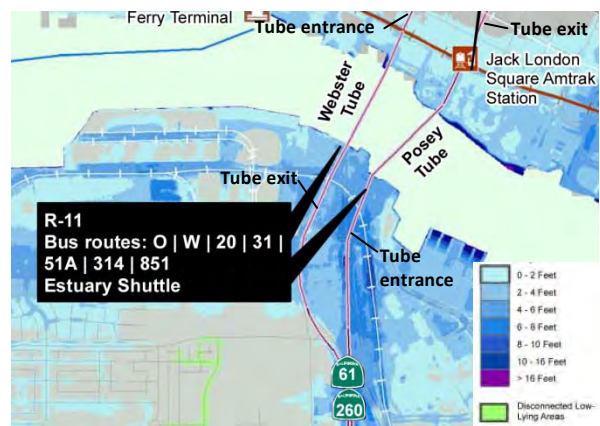 Ferry Terminal
Tube entrance
Tube exit
Jack London
Square Amtrak
Station
Webster
Tube
Posey
Tube
Tube exit
R-11
Bus routes: O | W | 20 | 31 |
51A | 314 | 851
Estuary Shuttle
Tube
entrance
0 - 2 Feet
2 - 4 Feet
4 - 6 Feet
6 - 8 Feet
8 - 10 Feet
10 - 16 Feet
> 16 Feet
Disconnected Low-
Lying Areas
61
260